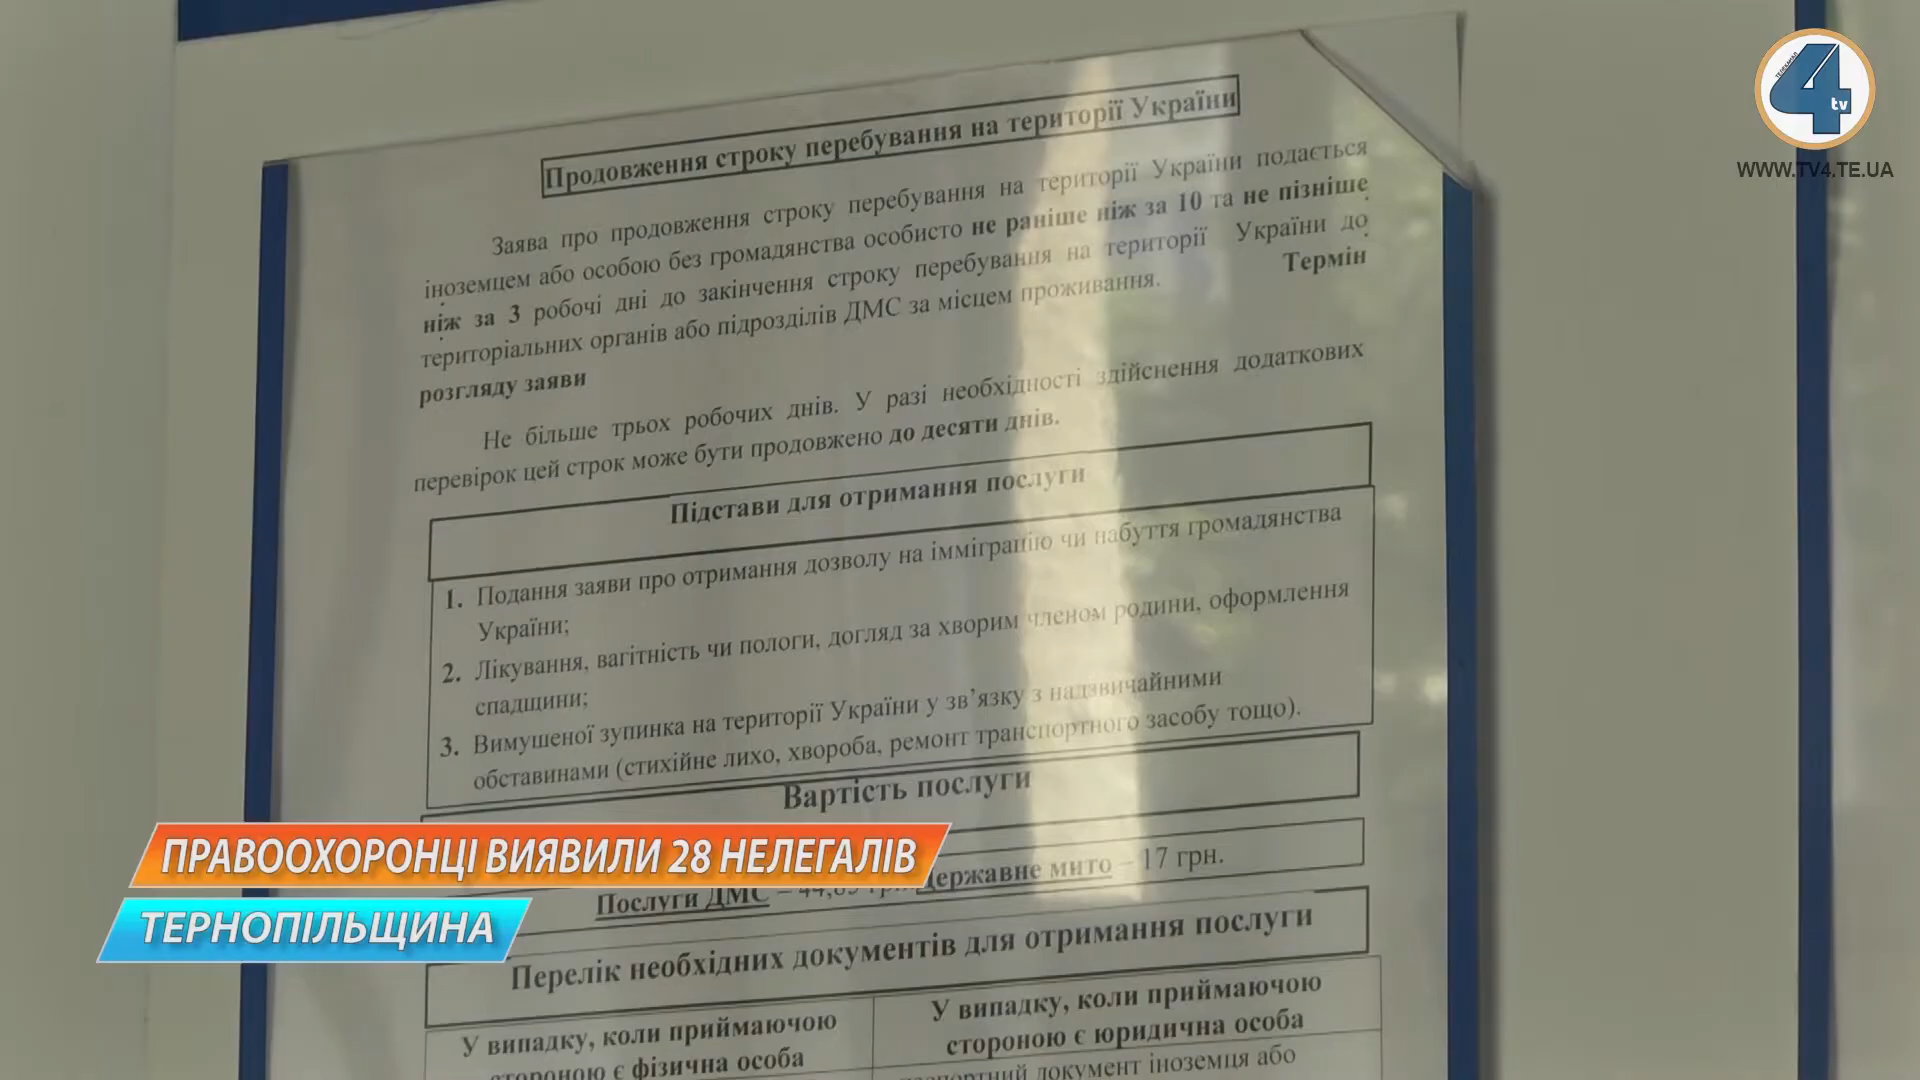 ТЕЛЕКАНАЛ
4
tv
WWW.TV4.TE.UA
Продовження строку перебування на території України
Заява про продовження строку перебування на території України подається
іноземцем або особою без громадянства особисто не раніше ніж за 10 та не пізніше
ніж за 3 робочі дні до закінчення строку перебування на території України до
територіальних органів або підрозділів ДМС за місцем проживання. Термін
розгляду заяви
Не більше трьох робочих днів. У разі необхідності здійснення додаткових
перевірок цей строк може бути продовжено до десяти днів.
Підстави для отримання послуги
1. Подання заяви про отримання дозволу на імміграцію чи набуття громадянства
України;
2. Лікування, вагітність чи пологи, догляд за хворим членом родини, оформлення
спадщини;
3. Вимушеної зупинка на території України у зв’язку з надзвичайними
обставинами (стихійне лихо, хвороба, ремонт транспортного засобу тощо).
Вартість послуги
Послуги ДМС – Державне мито – 17 грн.
ПРАВООХОРОНЦІ ВИЯВИЛИ 28 НЕЛЕГАЛІВ
ТЕРНОПІЛЬЩИНА
Перелік необхідних документів для отримання послуги
У випадку, коли приймаючою
стороною є фізична особа
У випадку, коли приймаючою
стороною є юридична особа
документ іноземця або